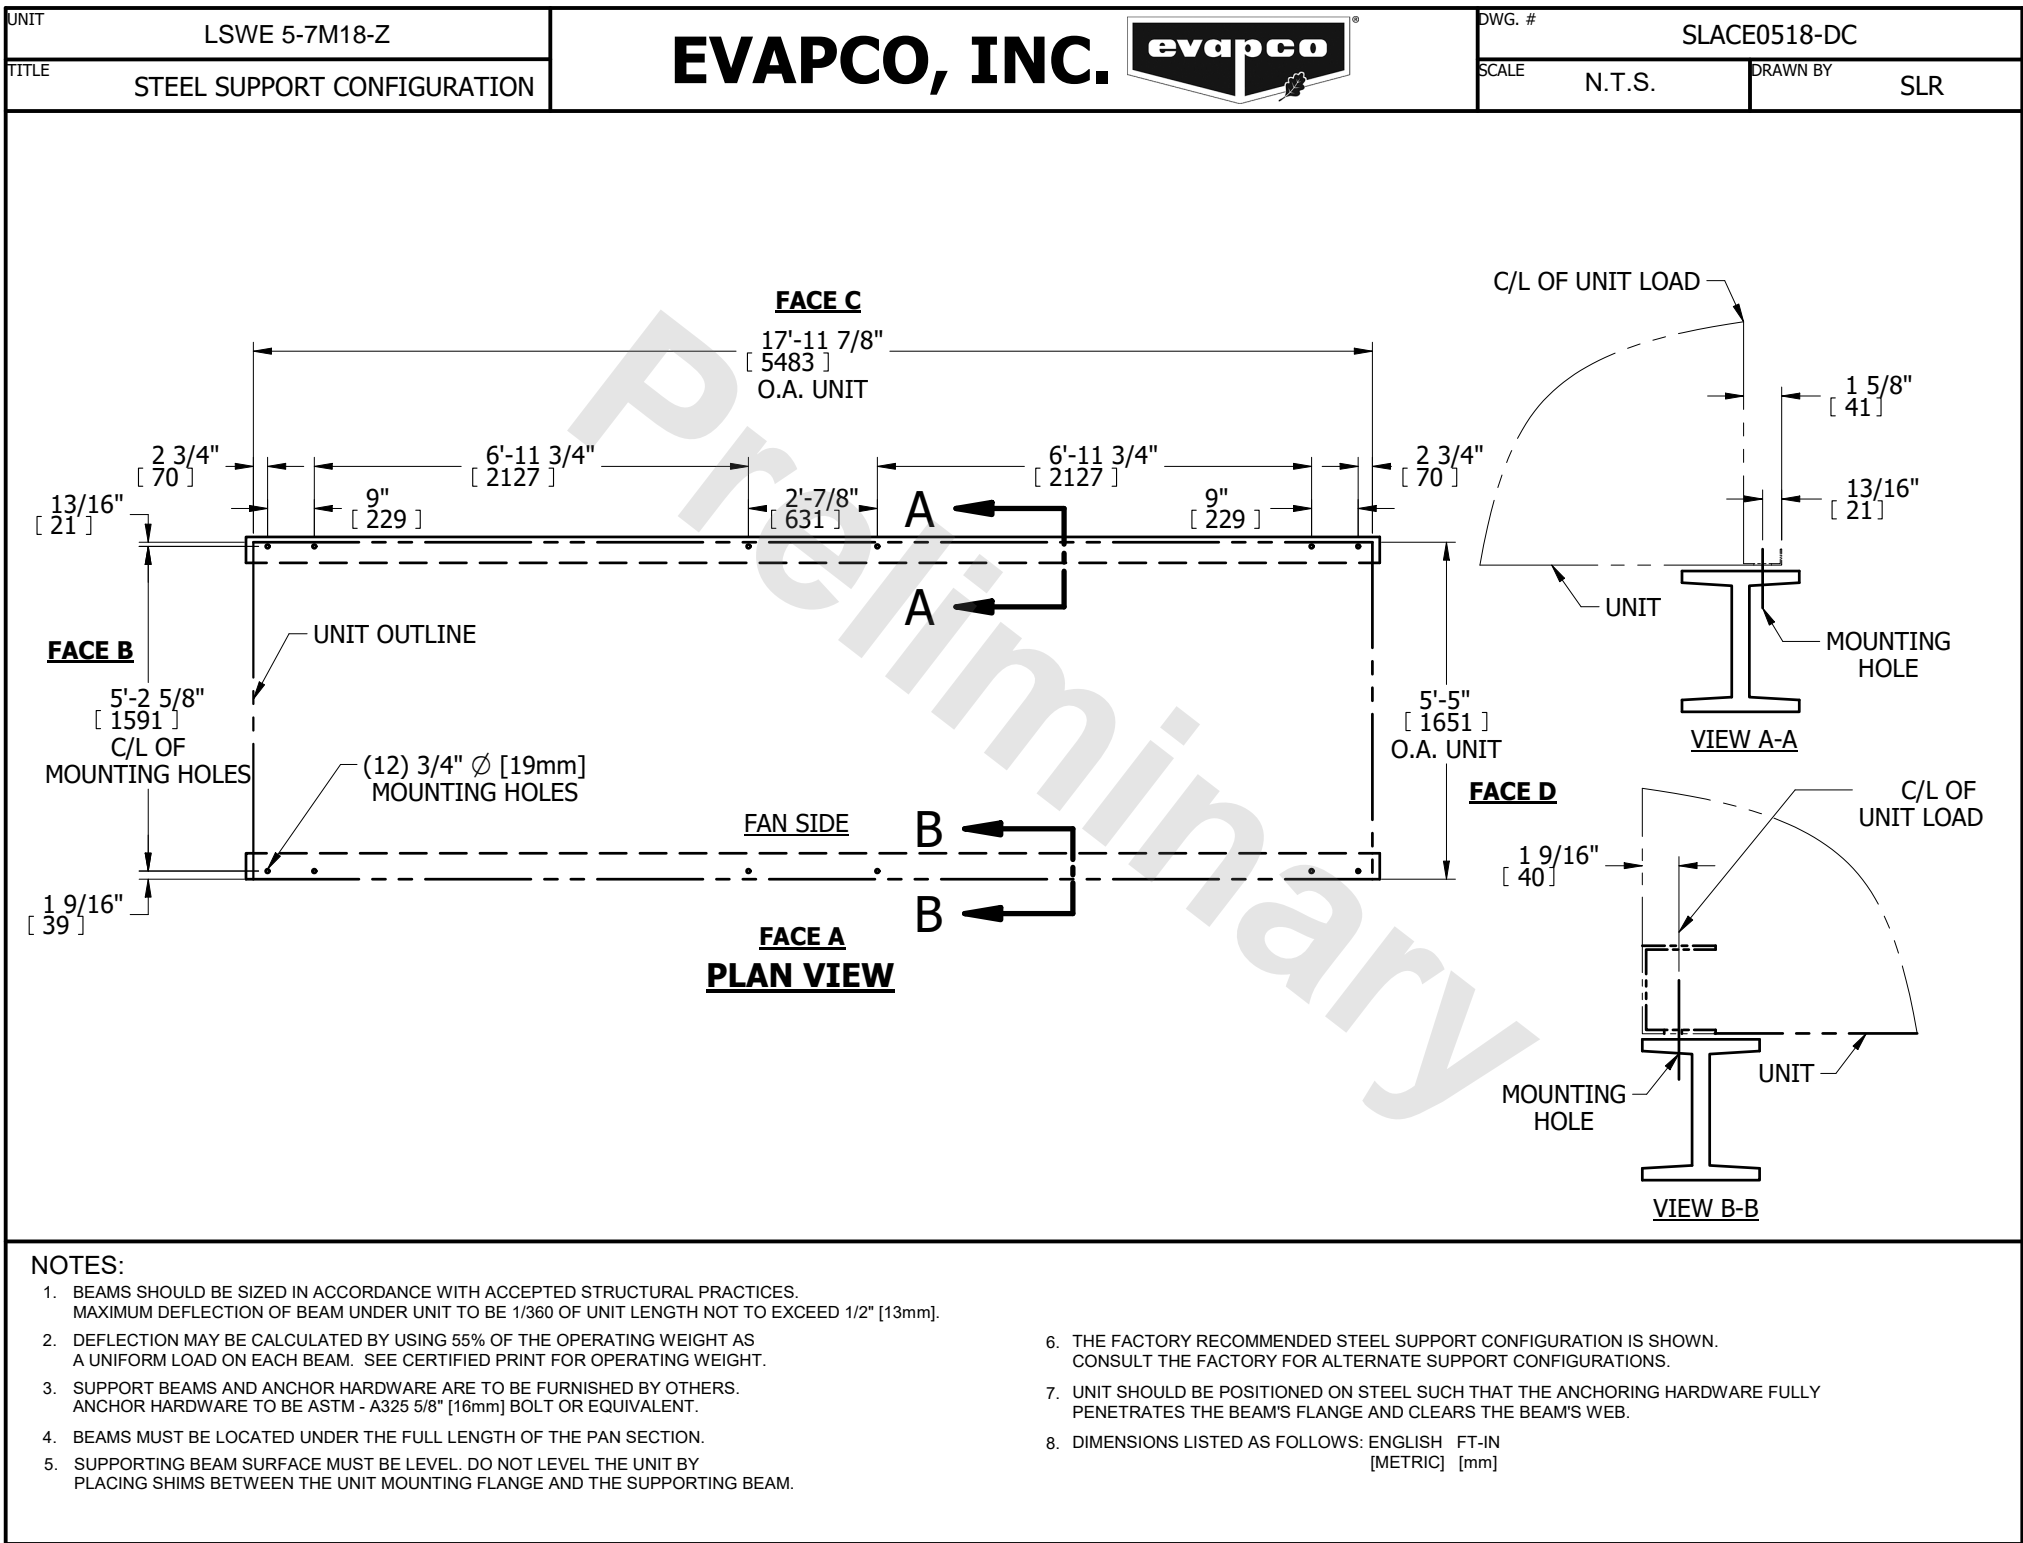 UNIT
LSWE 5-7M18-Z
TITLE
STEEL SUPPORT CONFIGURATION
EVAPCO, INC.
evapco
®
DWG. #
SLACE0518-DC
SCALE
N.T.S.
DRAWN BY
SLR
FACE C
17'-11 7/8"
[ 5483 ]
O.A. UNIT
2 3/4"
[ 70 ]
6'-11 3/4"
[ 2127 ]
6'-11 3/4"
[ 2127 ]
2 3/4"
[ 70 ]
13/16"
[ 21 ]
9"
[ 229 ]
2'-7/8"
[ 631 ]
9"
[ 229 ]
A
A
FACE B
UNIT OUTLINE
5'-2 5/8"
[ 1591 ]
C/L OF
MOUNTING HOLES
(12) 3/4" ∅ [19mm]
MOUNTING HOLES
5'-5"
[ 1651 ]
O.A. UNIT
FACE D
FAN SIDE
B
B
1 9/16"
[ 39 ]
FACE A
PLAN VIEW
Preliminary
C/L OF UNIT LOAD
1 5/8"
[ 41 ]
13/16"
[ 21 ]
UNIT
MOUNTING
HOLE
VIEW A-A
C/L OF
UNIT LOAD
1 9/16"
[ 40 ]
UNIT
MOUNTING
HOLE
VIEW B-B
NOTES:
1. BEAMS SHOULD BE SIZED IN ACCORDANCE WITH ACCEPTED STRUCTURAL PRACTICES.
MAXIMUM DEFLECTION OF BEAM UNDER UNIT TO BE 1/360 OF UNIT LENGTH NOT TO EXCEED 1/2" [13mm].
2. DEFLECTION MAY BE CALCULATED BY USING 55% OF THE OPERATING WEIGHT AS
A UNIFORM LOAD ON EACH BEAM. SEE CERTIFIED PRINT FOR OPERATING WEIGHT.
3. SUPPORT BEAMS AND ANCHOR HARDWARE ARE TO BE FURNISHED BY OTHERS.
ANCHOR HARDWARE TO BE ASTM - A325 5/8" [16mm] BOLT OR EQUIVALENT.
4. BEAMS MUST BE LOCATED UNDER THE FULL LENGTH OF THE PAN SECTION.
5. SUPPORTING BEAM SURFACE MUST BE LEVEL. DO NOT LEVEL THE UNIT BY
PLACING SHIMS BETWEEN THE UNIT MOUNTING FLANGE AND THE SUPPORTING BEAM.
6. THE FACTORY RECOMMENDED STEEL SUPPORT CONFIGURATION IS SHOWN.
CONSULT THE FACTORY FOR ALTERNATE SUPPORT CONFIGURATIONS.
7. UNIT SHOULD BE POSITIONED ON STEEL SUCH THAT THE ANCHORING HARDWARE FULLY
PENETRATES THE BEAM'S FLANGE AND CLEARS THE BEAM'S WEB.
8. DIMENSIONS LISTED AS FOLLOWS: ENGLISH FT-IN
[METRIC] [mm]